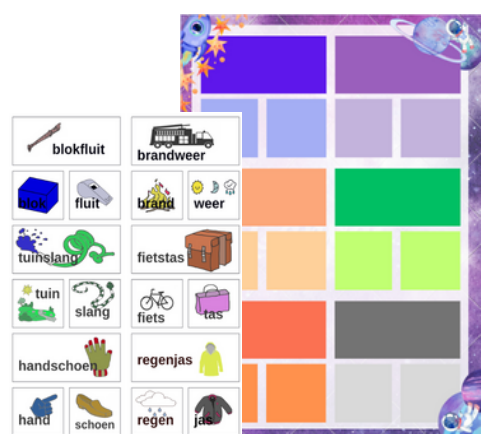 blokfluit
brandweer
blok
fluit
brand
weer
tuinslang
fietstas
tuin
slang
fiets
tas
handschoen
regenjas
hand
schoen
regen
jas